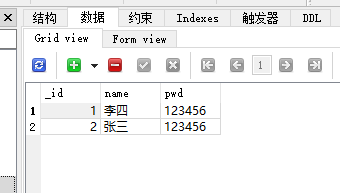 结构 数据 约束 Indexes 触发器 DDL
Grid view Form view
1
_id name pwd
1 1 李四 123456
2 2 张三 123456